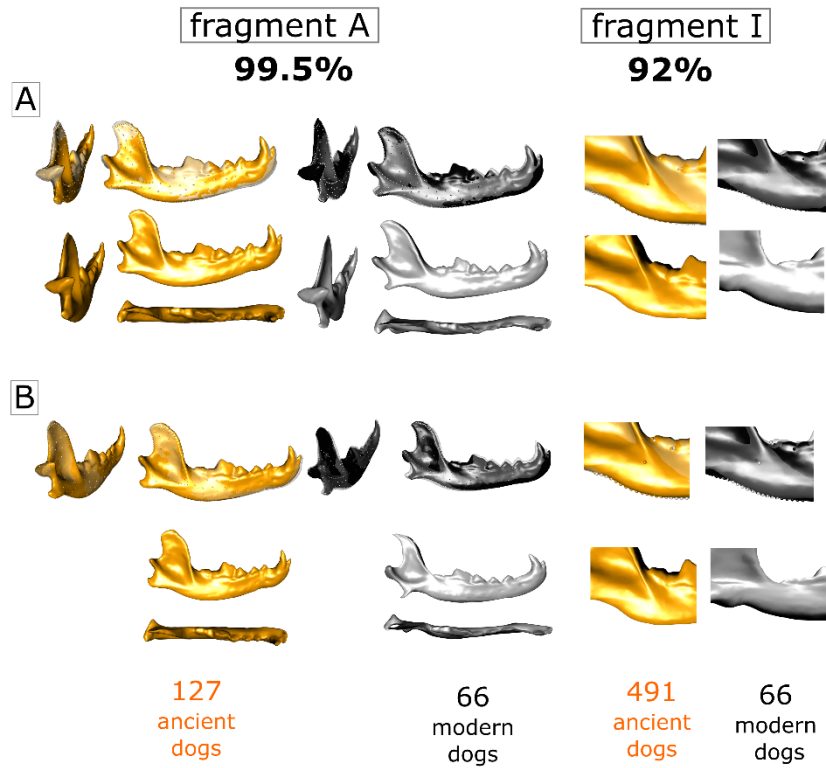 fragment A
fragment I
99.5%
92%
A
B
127
ancient
dogs
66
modern
dogs
491
ancient
dogs
66
modern
dogs